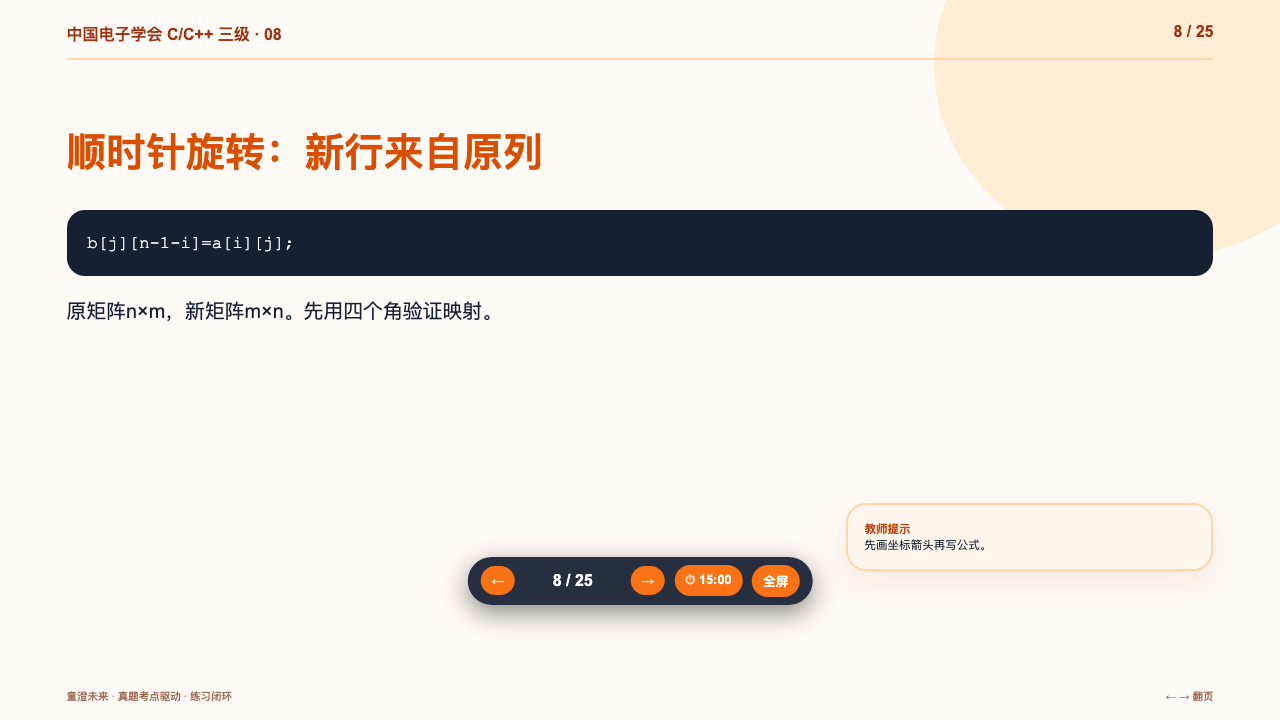 中国电子学会 C/C++ 三级 · 08
8 / 25
顺时针旋转：新行来自原列
b[j][n-1-i]=a[i][j];
原矩阵n×m，新矩阵m×n。先用四个角验证映射。
教师提示
先画坐标箭头再写公式。
← 8 / 25 → ⏱ 15:00 全屏
童澄未来 · 真题考点驱动 · 练习闭环
← → 翻页